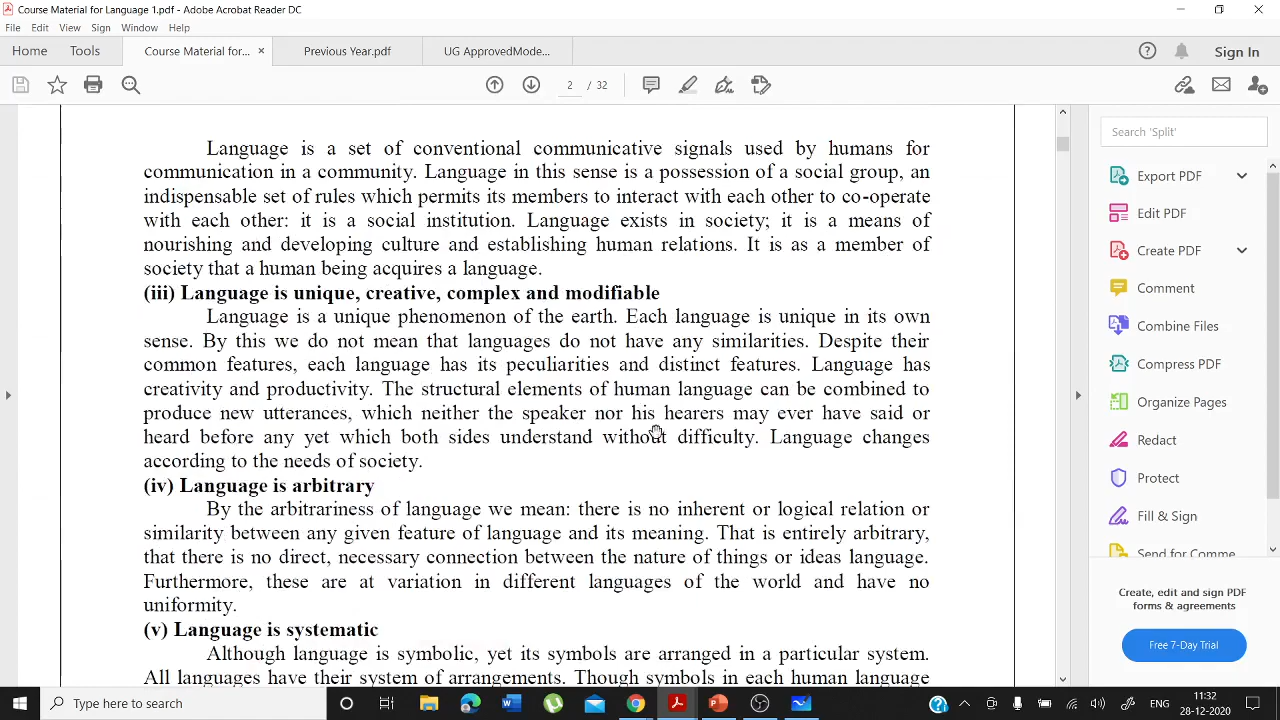 Course Material for Language 1.pdf - Adobe Acrobat Reader DC
File Edit View Sign Window Help
Home Tools Course Material for... × Previous Year.pdf UG ApprovedMode... Sign In
2 / 32
Language is a set of conventional communicative signals used by humans for
communication in a community. Language in this sense is a possession of a social group, an
indispensable set of rules which permits its members to interact with each other to co-operate
with each other: it is a social institution. Language exists in society; it is a means of
nourishing and developing culture and establishing human relations. It is as a member of
society that a human being acquires a language.
(iii) Language is unique, creative, complex and modifiable
Language is a unique phenomenon of the earth. Each language is unique in its own
sense. By this we do not mean that languages do not have any similarities. Despite their
common features, each language has its peculiarities and distinct features. Language has
creativity and productivity. The structural elements of human language can be combined to
produce new utterances, which neither the speaker nor his hearers may ever have said or
heard before any yet which both sides understand without difficulty. Language changes
according to the needs of society.
(iv) Language is arbitrary
By the arbitrariness of language we mean: there is no inherent or logical relation or
similarity between any given feature of language and its meaning. That is entirely arbitrary,
that there is no direct, necessary connection between the nature of things or ideas language.
Furthermore, these are at variation in different languages of the world and have no
uniformity.
(v) Language is systematic
Although language is symbolic, yet its symbols are arranged in a particular system.
All languages have their system of arrangements. Though symbols in each human language
Search 'Split'
Export PDF
Edit PDF
Create PDF
Comment
Combine Files
Compress PDF
Organize Pages
Redact
Protect
Fill & Sign
Send for Comme
Create, edit and sign PDF
forms & agreements
Free 7-Day Trial
Type here to search
ENG
11:32
28-12-2020